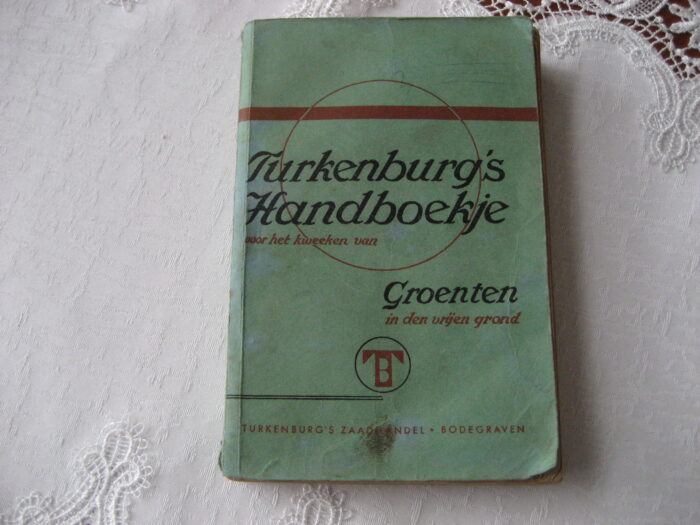 Turkenburg's
Handboekje
voor het kweeken van
Groenten
in den vrijen grond
TB
TURKENBURG'S ZAADHANDEL • BODEGRAVEN